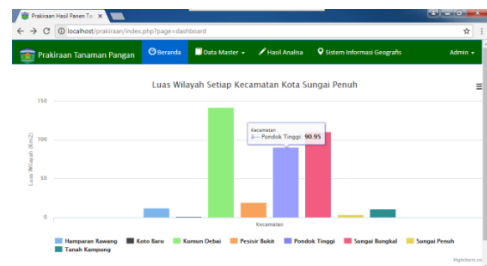 Prakiraan Hasil Panen Ta
localhost/prakiraan/index.php?page=dashboard
Prakiraan Tanaman Pangan
Beranda
Data Master
Hasil Analisa
Sistem Informasi Geografis
Admin
Luas Wilayah Setiap Kecamatan Kota Sungai Penuh
150
100
50
0
Luas Wilayah (Km2)
Kecamatan
Pondok Tinggi: 90.95
Kecamatan
Hamparan Rawang
Koto Baru
Kumun Debai
Pesisir Bukit
Pondok Tinggi
Sungai Bungkal
Sungai Penuh
Tanah Kampung